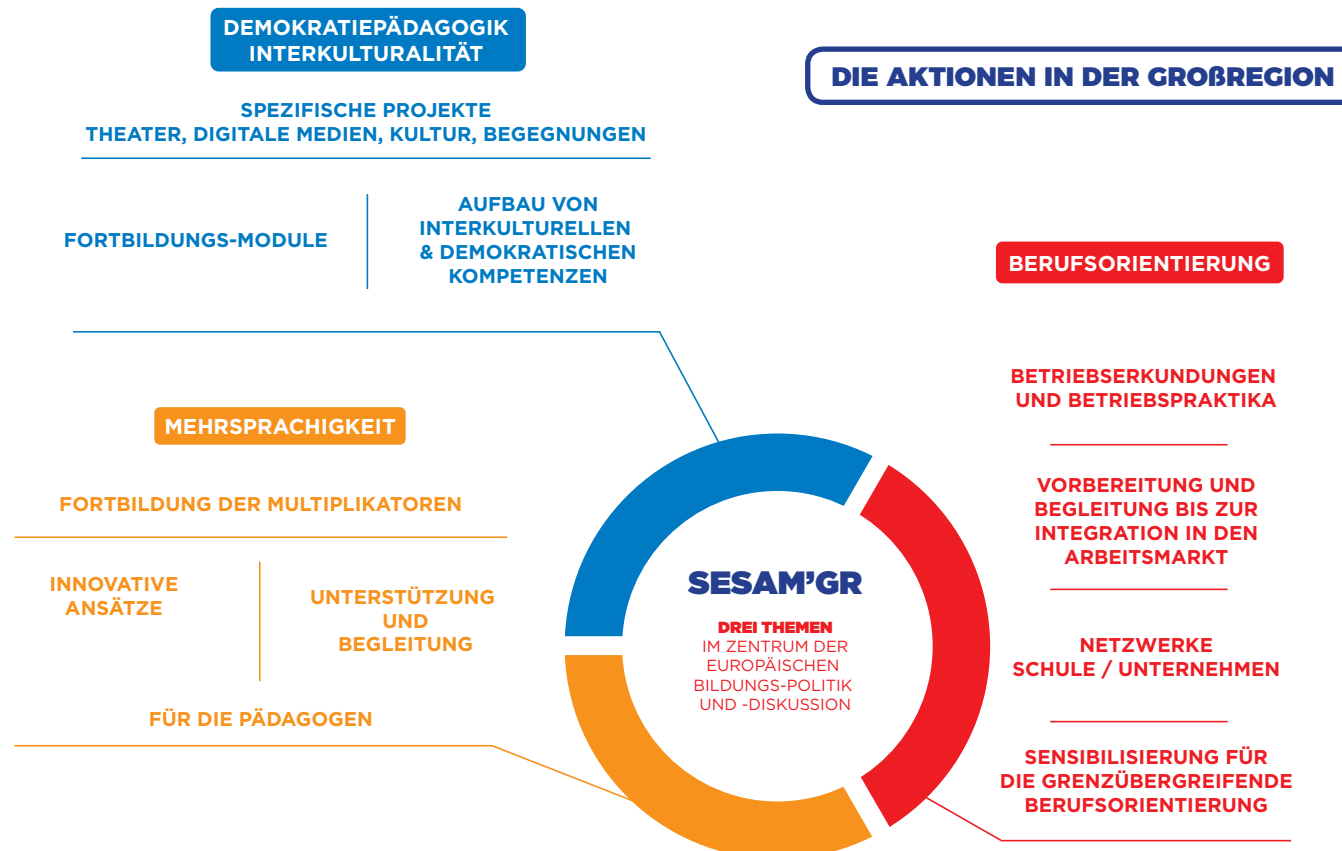 DEMOKRATIEPÄDAGOGIK
INTERKULTURALITÄT
DIE AKTIONEN IN DER GROßREGION
SPEZIFISCHE PROJEKTE
THEATER, DIGITALE MEDIEN, KULTUR, BEGEGNUNGEN
FORTBILDUNGS-MODULE
AUFBAU VON
INTERKULTURELLEN
& DEMOKRATISCHEN
KOMPETENZEN
MEHRSPRACHIGKEIT
FORTBILDUNG DER MULTIPLIKATOREN
INNOVATIVE
ANSÄTZE
UNTERSTÜTZUNG
UND
BEGLEITUNG
FÜR DIE PÄDAGOGEN
SESAM’GR
DREI THEMEN
IM ZENTRUM DER
EUROPÄISCHEN
BILDUNGS-POLITIK
UND -DISKUSSION
BERUFSORIENTIERUNG
BETRIEBSERKUNDUNGEN
UND BETRIEBSPRAKTIKA
VORBEREITUNG UND
BEGLEITUNG BIS ZUR
INTEGRATION IN DEN
ARBEITSMARKT
NETZWERKE
SCHULE / UNTERNEHMEN
SENSIBILISIERUNG FÜR
DIE GRENZÜBERGREIFENDE
BERUFSORIENTIERUNG